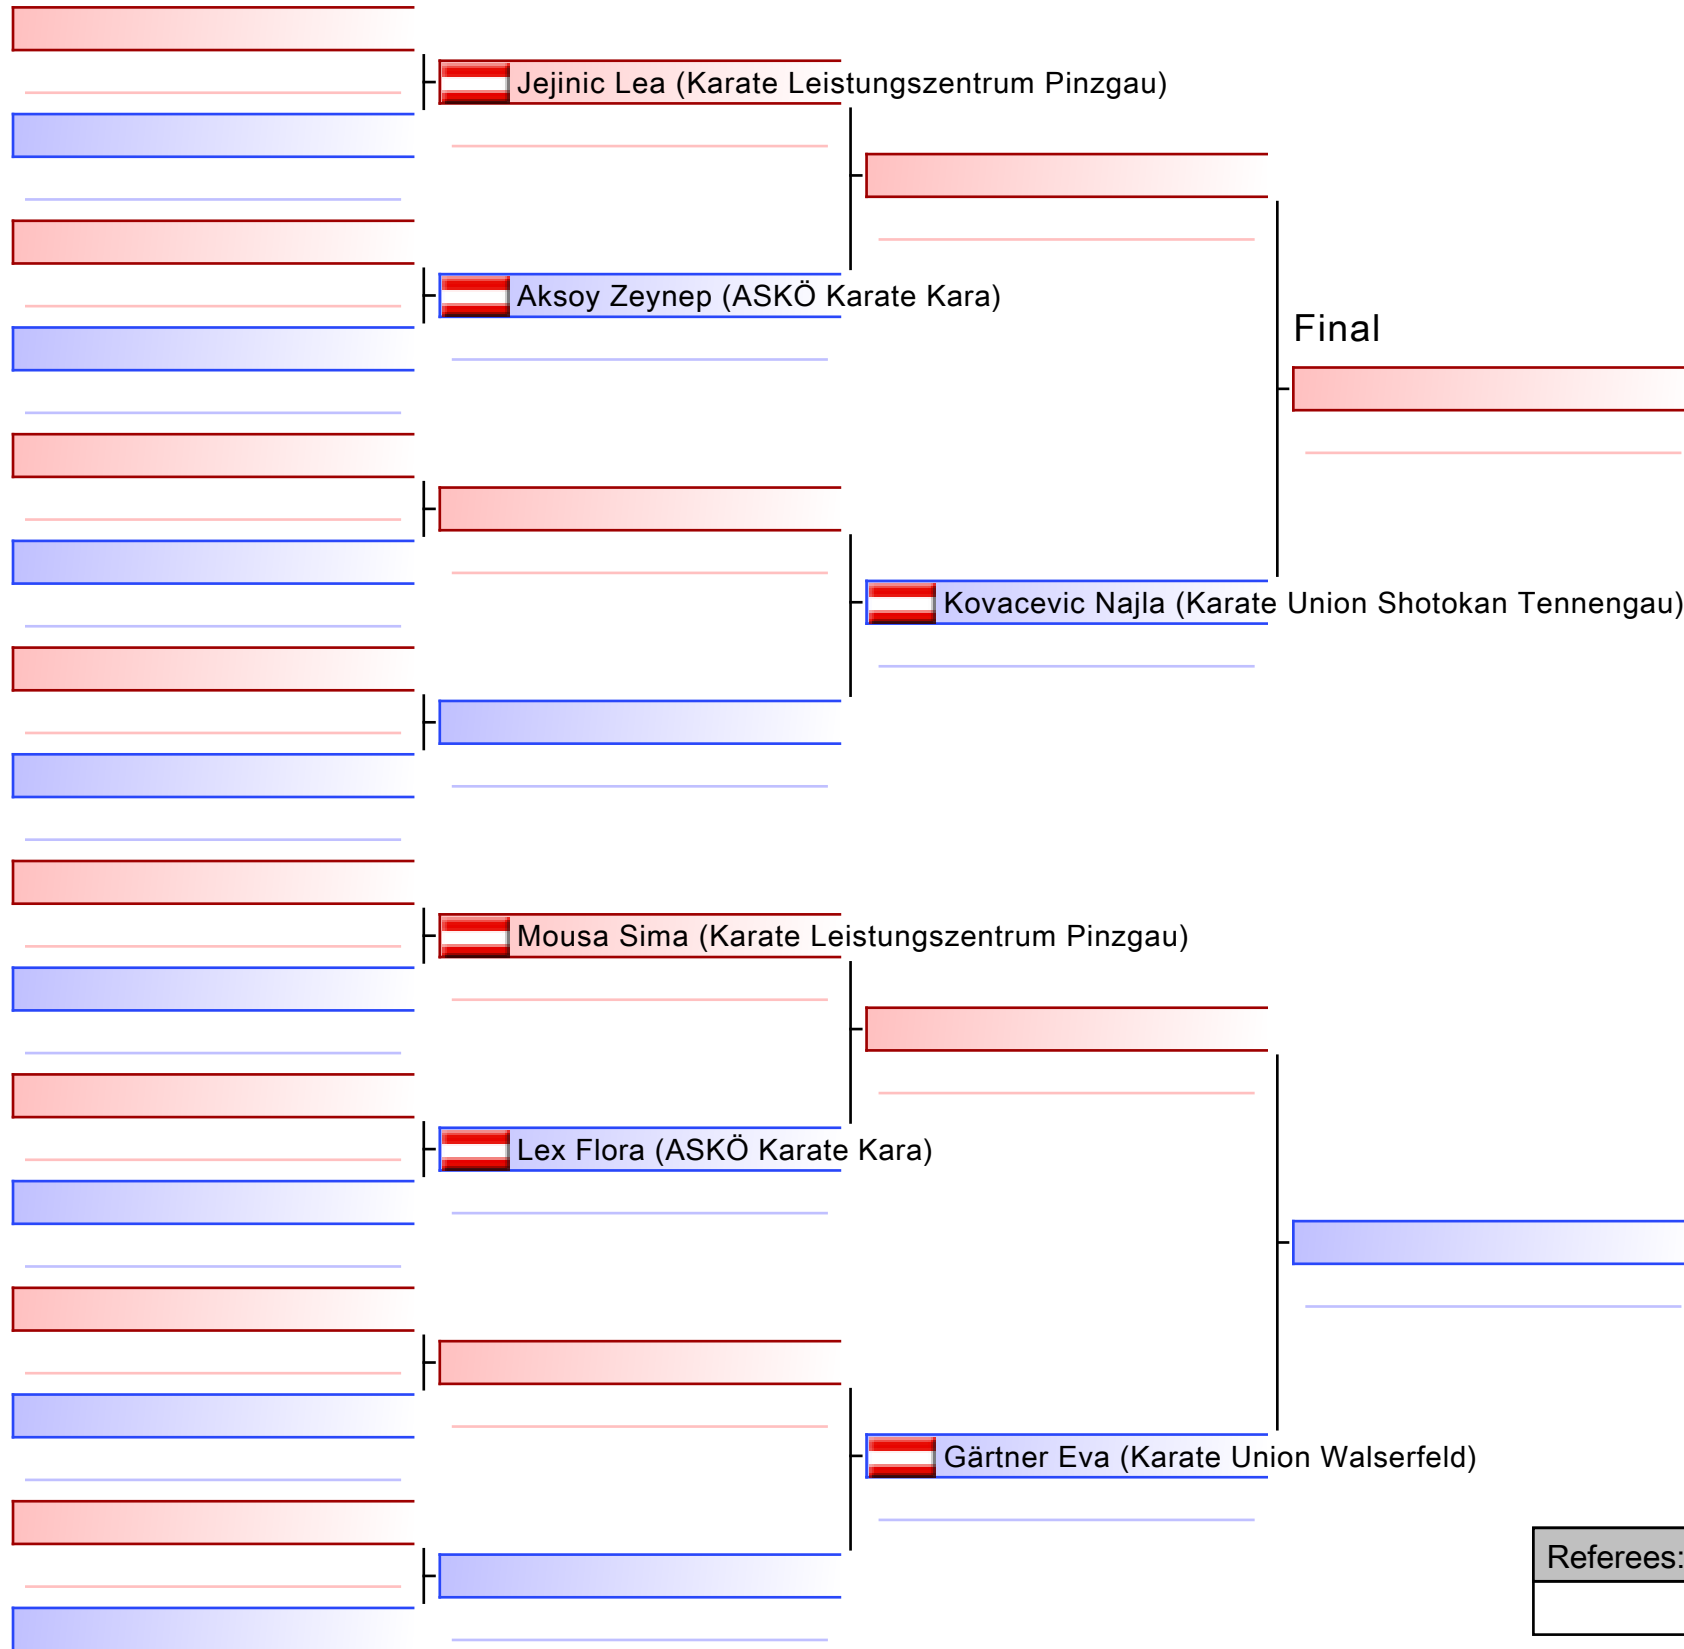 Jejinic Lea (Karate Leistungszentrum Pinzgau)
Aksoy Zeynep (ASKÖ Karate Kara)
Final
Kovacevic Najla (Karate Union Shotokan Tennengau)
Mousa Sima (Karate Leistungszentrum Pinzgau)
Lex Flora (ASKÖ Karate Kara)
Gärtner Eva (Karate Union Walserfeld)
Referees: